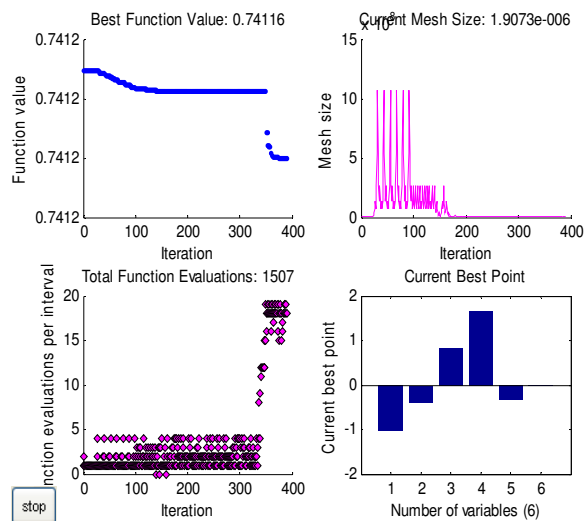 Best Function Value: 0.74116
Function value
0.7412
0.7412
0.7412
0.7412
0 100 200 300 400
Iteration
Current Mesh Size: 1.9073e-006
x 10
Mesh size
15
10
5
0
0 100 200 300 400
Iteration
Total Function Evaluations: 1507
unction evaluations per interval
20
15
10
5
0
0 100 200 300 400
Iteration
Current Best Point
Current best point
2
1
0
-1
-2
1 2 3 4 5 6
Number of variables (6)
stop